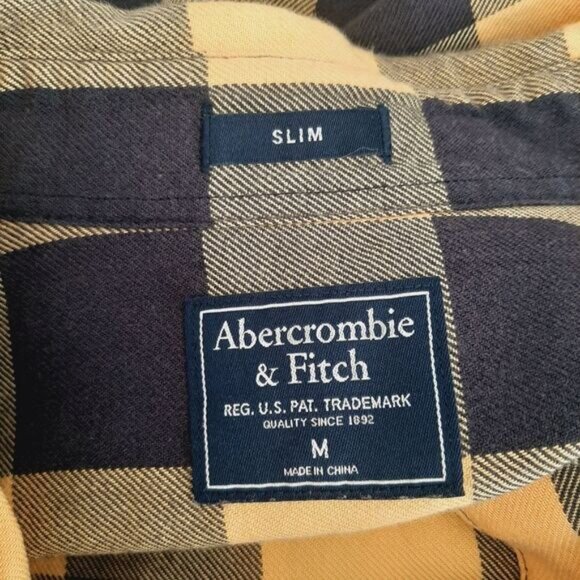 SLIM
Abercrombie
& Fitch
REG. U.S. PAT. TRADEMARK
QUALITY SINCE 1892
M
MADE IN CHINA